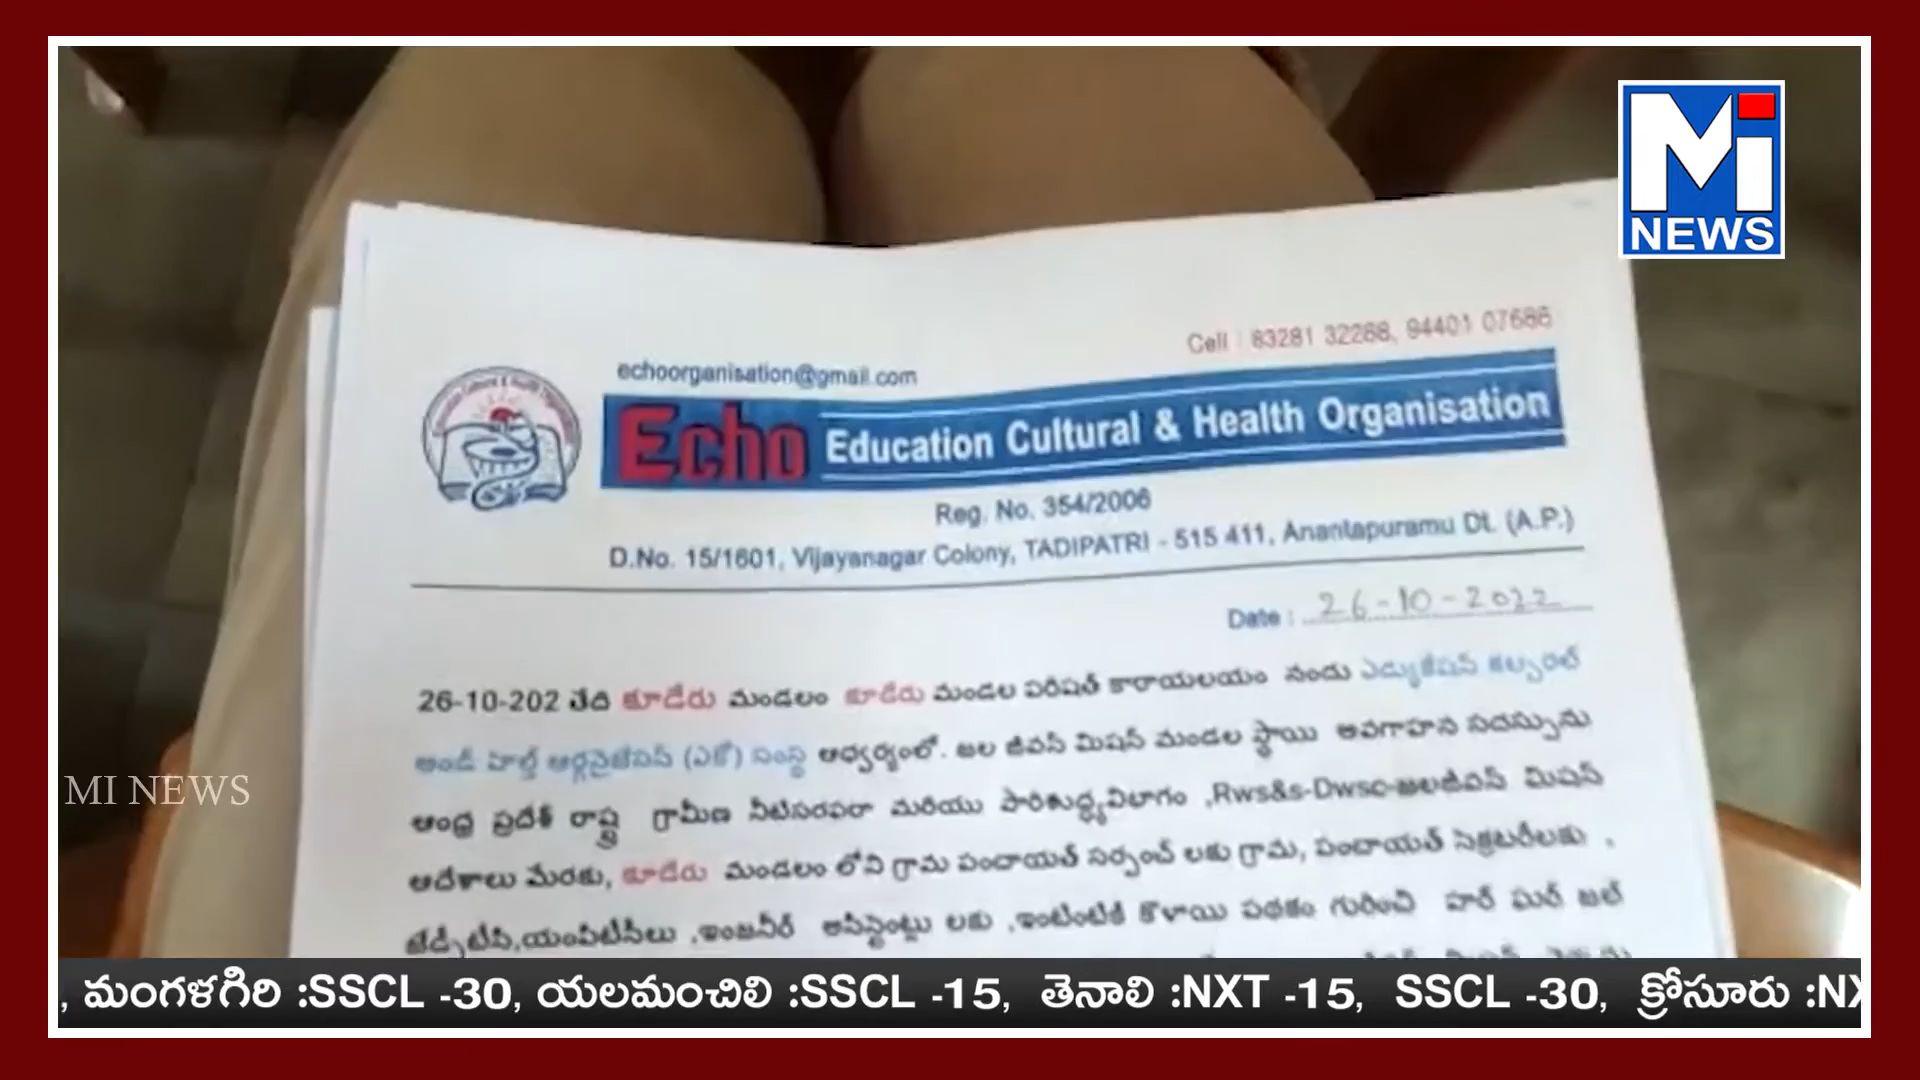 Mi
NEWS
Cell : 83281 32268, 94401 07686
echoorganisation@gmail.com
Echo Education Cultural & Health Organisation
Reg. No. 354/2006
D.No. 15/1601, Vijayanagar Colony, TADIPATRI - 515 411, Anantapuramu Dt. (A.P.)
Date : 26-10-2022
26-10-202 తేది కూడేరు మండలం కూడేరు మండల పరిషత్ కార్యాలయం నందు ఎడ్యుకేషన్ కల్చరల్
అండ్ హెల్త్ ఆర్గనైజేషన్ (ఎకో) సంస్థ ఆధ్వర్యంలో. జల జీవన్ మిషన్ మండల స్థాయి అవగాహన సదస్సును
ఆంధ్ర ప్రదేశ్ రాష్ట్ర గ్రామీణ నీటిసరఫరా మరియు పారిశుద్ధ్యవిభాగం ,Rws&s-Dwsc-జలజీవన్ మిషన్
ఆదేశాలు మేరకు, కూడేరు మండలం లోని గ్రామ పంచాయత్ సర్పంచ్ లకు గ్రామ, పంచాయత్ సెక్రటరీలకు ,
జేడ్పీటీసి,యంపిటిసీలు ,ఇంజనీర్ అసిస్టెంట్లు లకు ,ఇంటింటికి కొళాయి పథకం గురించి హర్ ఘర్ జల్
MI NEWS
, మంగళగిరి :SSCL -30, యలమంచిలి :SSCL -15, తెనాలి :NXT -15, SSCL -30, క్రోసూరు :NX